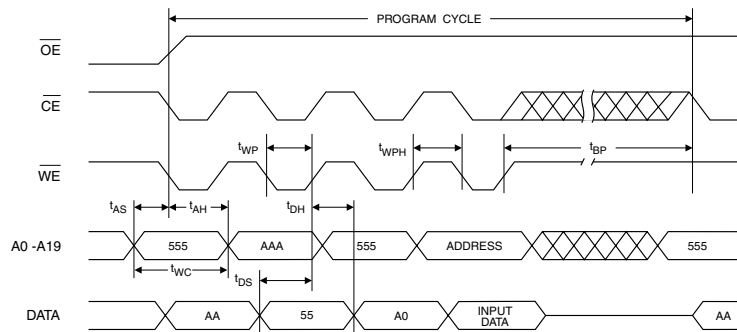 PROGRAM CYCLE
OE
CE
tWP
tWPH
tBP
WE
tAS
tAH
tDH
A0 -A19
555
AAA
555
ADDRESS
555
tWC
tDS
DATA
AA
55
A0
INPUT
DATA
AA